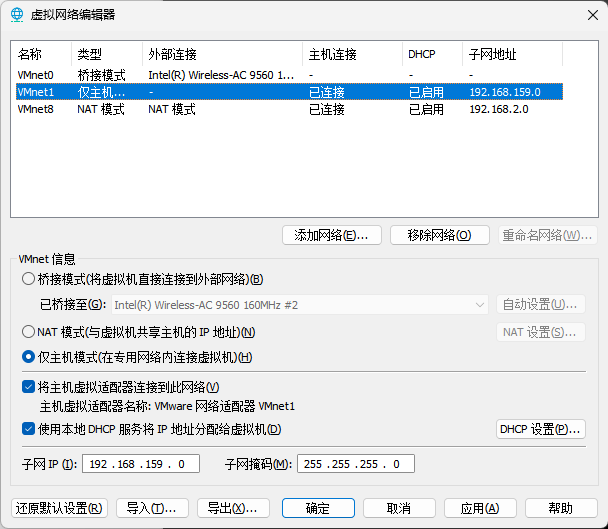 虚拟网络编辑器
名称 类型 外部连接 主机连接 DHCP 子网地址
VMnet0 桥接模式 Intel(R) Wireless-AC 9560 1... - - -
VMnet1 仅主机... - 已连接 已启用 192.168.159.0
VMnet8 NAT 模式 NAT 模式 已连接 已启用 192.168.2.0
添加网络(E)... 移除网络(O) 重命名网络(W)...
VMnet 信息
桥接模式(将虚拟机直接连接到外部网络)(B)
已桥接至(G): Intel(R) Wireless-AC 9560 160MHz #2 自动设置(U)...
NAT 模式(与虚拟机共享主机的 IP 地址)(N) NAT 设置(S)...
仅主机模式(在专用网络内连接虚拟机)(H)
将主机虚拟适配器连接到此网络(V)
主机虚拟适配器名称: VMware 网络适配器 VMnet1
使用本地 DHCP 服务将 IP 地址分配给虚拟机(D) DHCP 设置(P)...
子网 IP (I): 192 .168 .159 . 0 子网掩码(M): 255 .255 .255 . 0
还原默认设置(R) 导入(T)... 导出(X)... 确定 取消 应用(A) 帮助